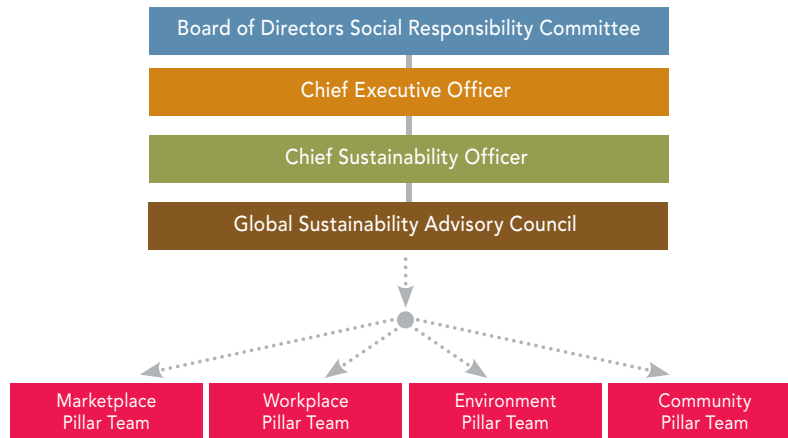 Board of Directors Social Responsibility Committee
Chief Executive Officer
Chief Sustainability Officer
Global Sustainability Advisory Council
Marketplace
Pillar Team
Workplace
Pillar Team
Environment
Pillar Team
Community
Pillar Team